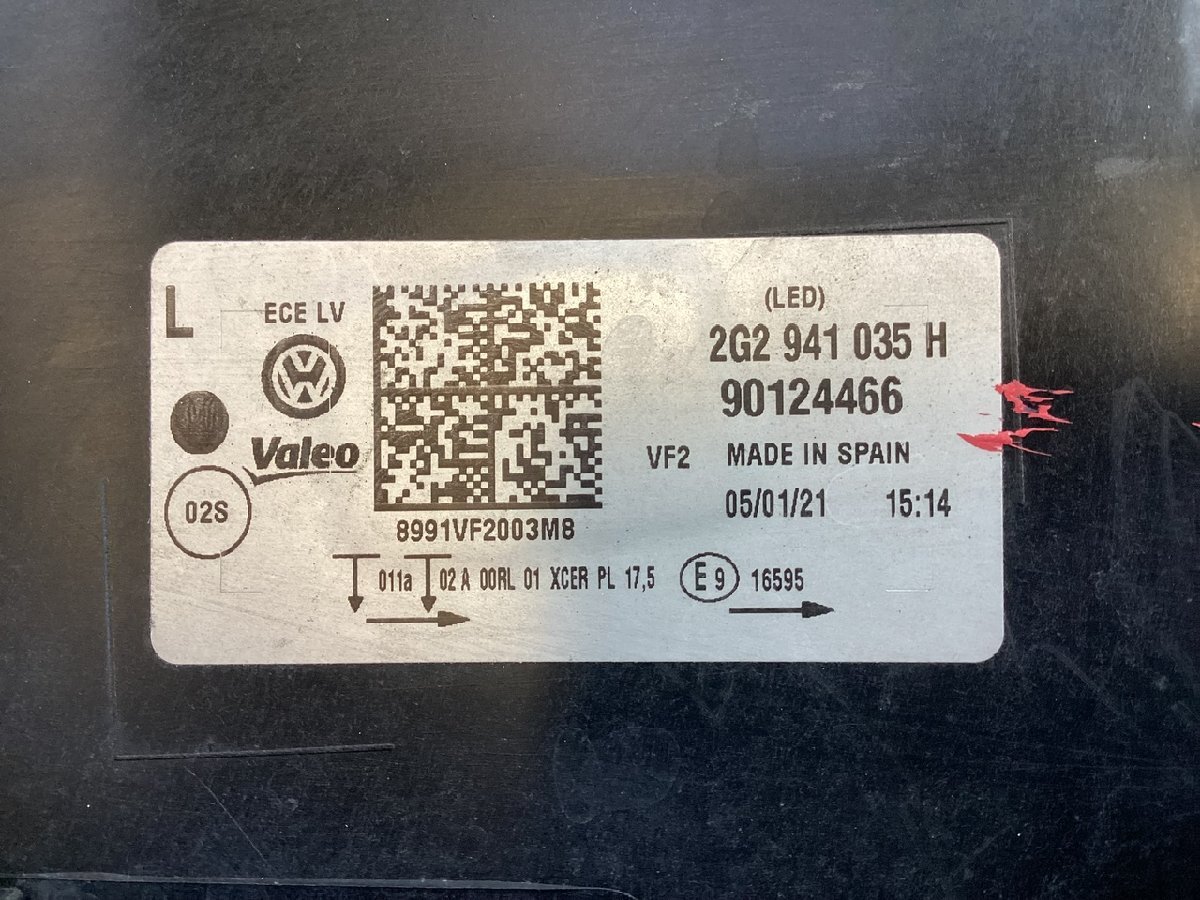 L
ECE LV
(LED)
2G2 941 035 H
90124466
Valeo
VF2 MADE IN SPAIN
02S
05/01/21 15:14
8991VF2003M8
011a 02 A 00RL 01 XCER PL 17,5 E9 16595